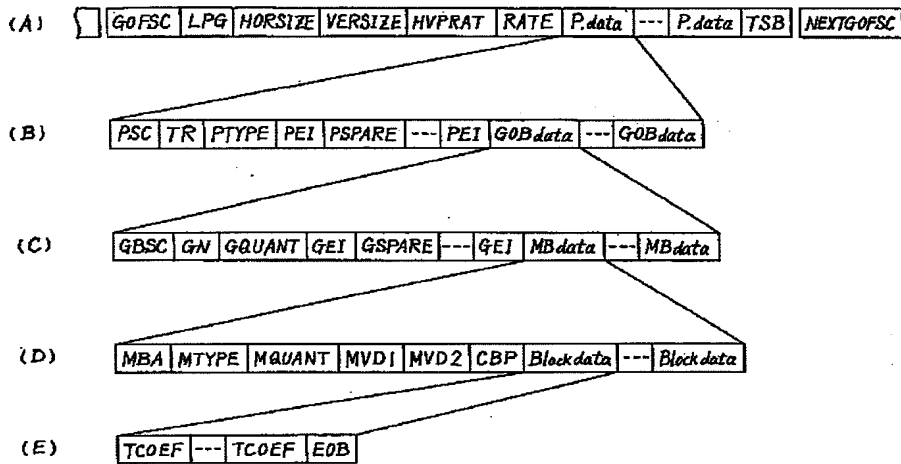 (A) GOFSC LPG HORSIZE VERSIZE HVPRAT RATE P.data --- P.data TSB NEXTGOFSC
(B) PSC TR PTYPE PEI PSPARE --- PEI GOBdata --- GOBdata
(C) GBSC GN GQUANT GEI GSPARE --- GEI MBdata --- MBdata
(D) MBA MTYPE MQUANT MVD1 MVD2 CBP Blockdata --- Blockdata
(E) TCOEF --- TCOEF EOB